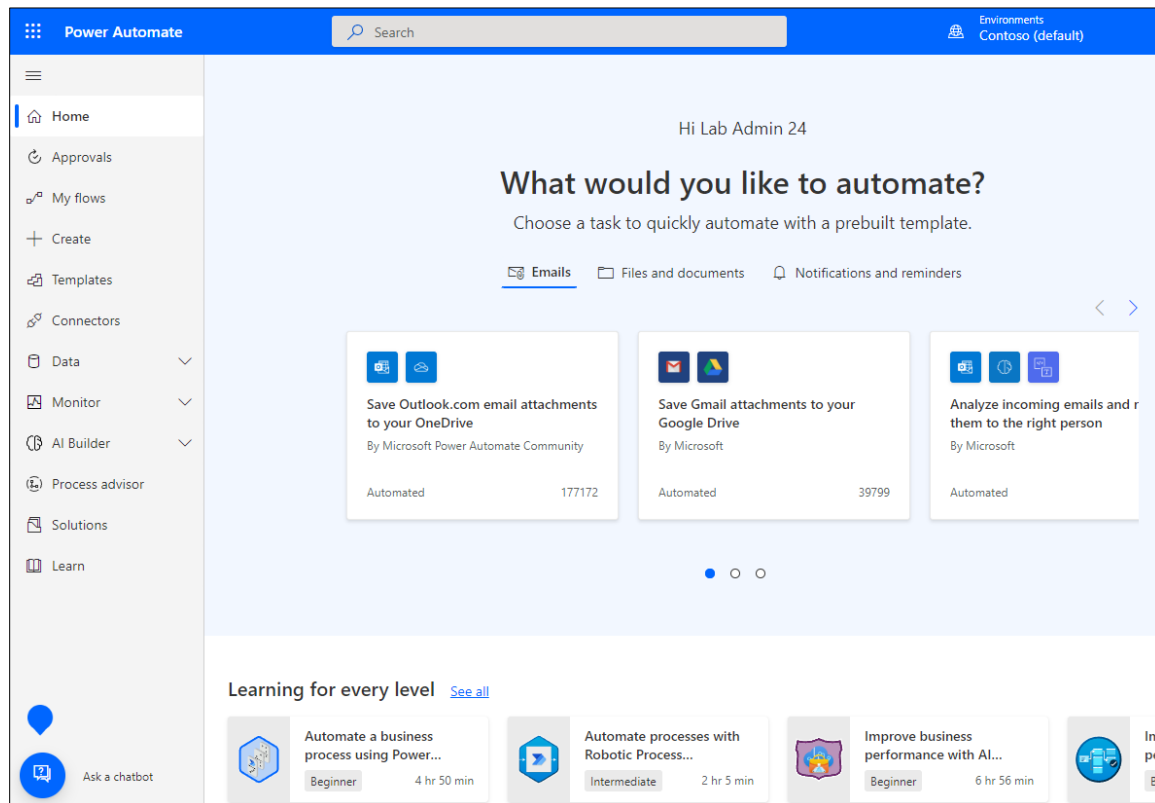 Power Automate
Search
Environments
Contoso (default)
Home
Approvals
My flows
Create
Templates
Connectors
Data
Monitor
AI Builder
Process advisor
Solutions
Learn
Ask a chatbot
Hi Lab Admin 24
What would you like to automate?
Choose a task to quickly automate with a prebuilt template.
Emails
Files and documents
Notifications and reminders
Save Outlook.com email attachments
to your OneDrive
By Microsoft Power Automate Community
Automated
177172
Save Gmail attachments to your
Google Drive
By Microsoft
Automated
39799
Analyze incoming emails and
them to the right person
By Microsoft
Automated
Learning for every level
See all
Automate a business
process using Power...
Beginner
4 hr 50 min
Automate processes with
Robotic Process...
Intermediate
2 hr 5 min
Improve business
performance with AI...
Beginner
6 hr 56 min